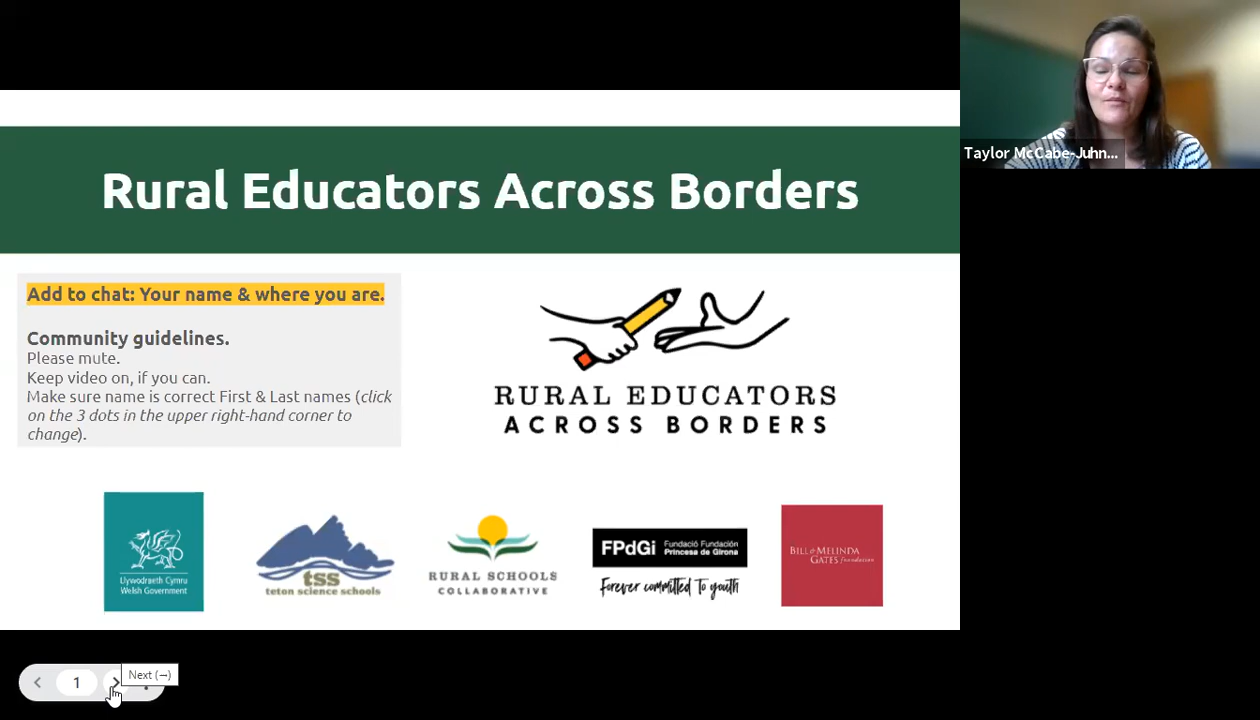 Rural Educators Across Borders
Taylor McCabe-Juhn...
Add to chat: Your name & where you are.
Community guidelines.
Please mute.
Keep video on, if you can.
Make sure name is correct First & Last names (click
on the 3 dots in the upper right-hand corner to
change).
RURAL EDUCATORS
ACROSS BORDERS
Llywodraeth Cymru
Welsh Government
tss
teton science schools
RURAL SCHOOLS
COLLABORATIVE
FPdGi Fundació Fundación
Princesa de Girona
Forever committed to youth
BILL & MELINDA
GATES foundation
1
Next (→)